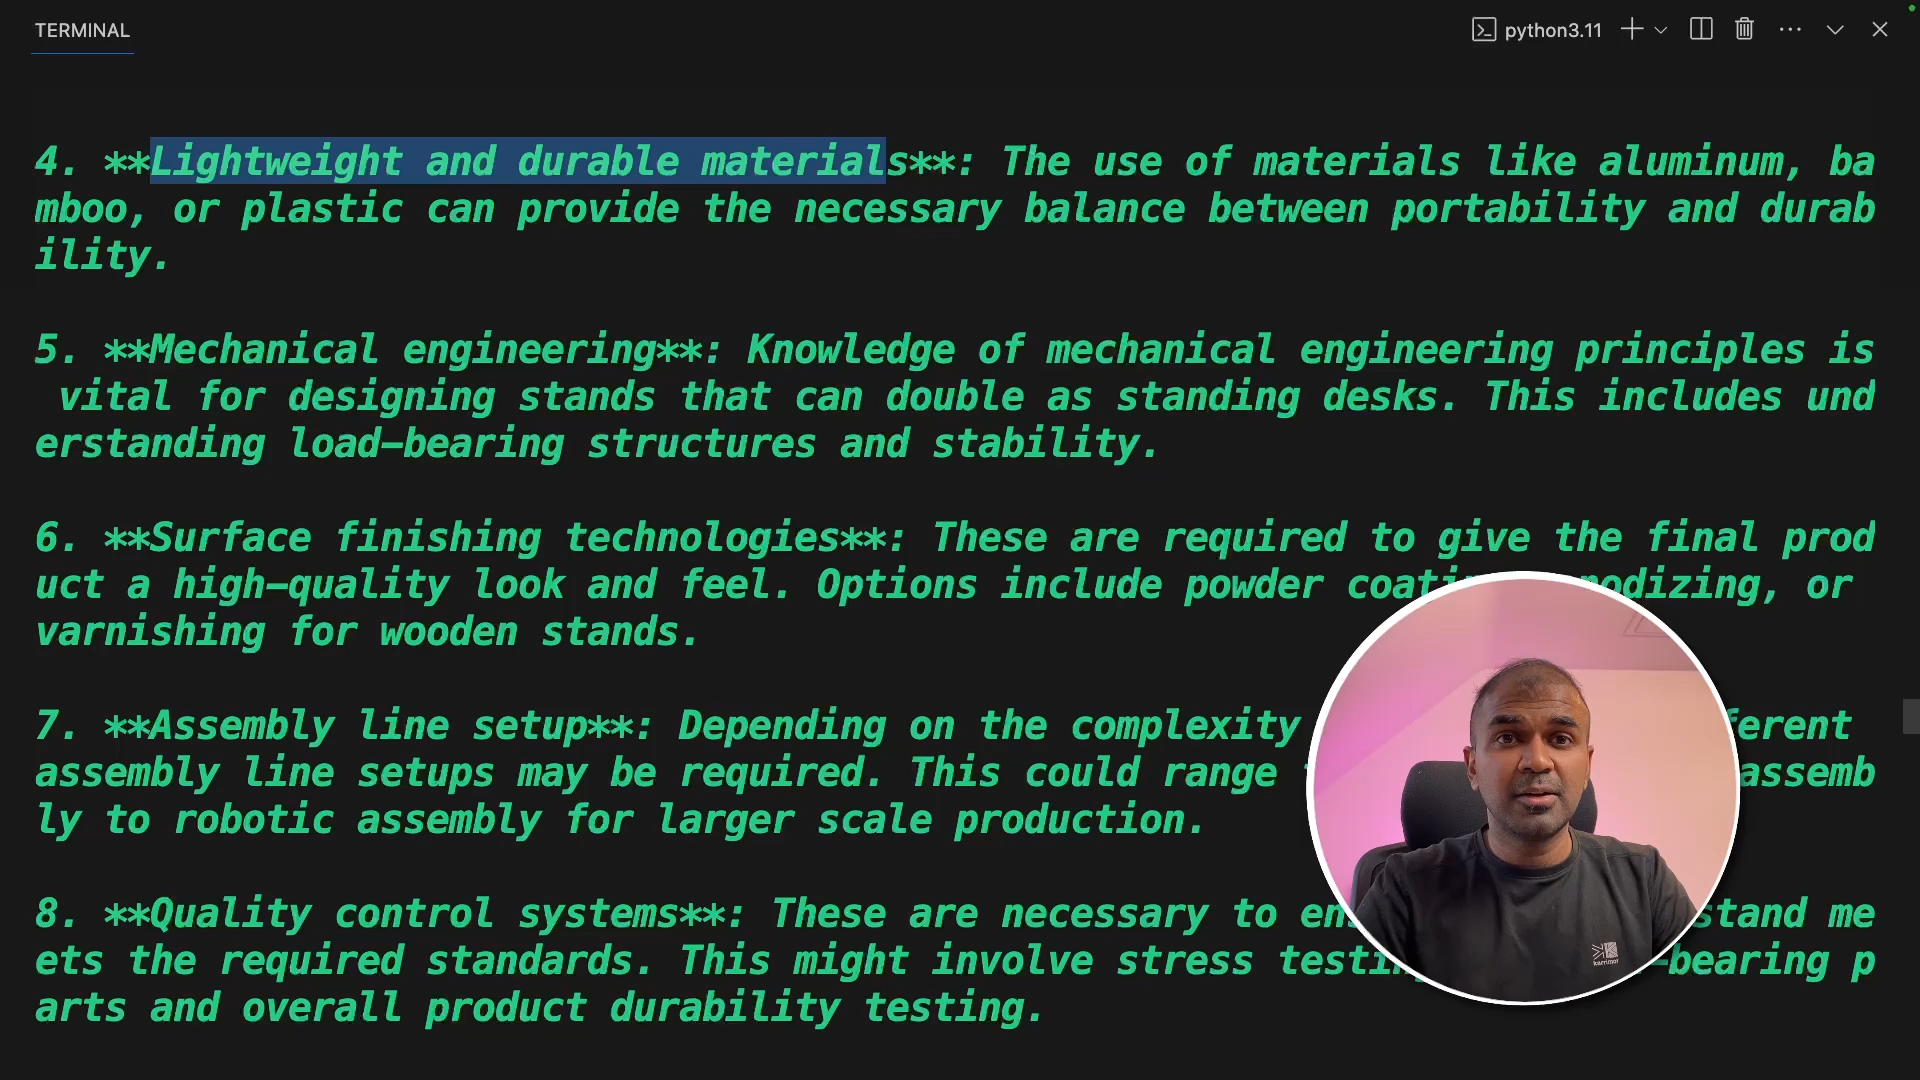 TERMINAL
python3.11
4. **Lightweight and durable materials**: The use of materials like aluminum, ba
mboo, or plastic can provide the necessary balance between portability and durab
ility.
5. **Mechanical engineering**: Knowledge of mechanical engineering principles is
vital for designing stands that can double as standing desks. This includes und
erstanding load-bearing structures and stability.
6. **Surface finishing technologies**: These are required to give the final prod
uct a high-quality look and feel. Options include powder or
varnishing for wooden stands.
7. **Assembly line setup**: Depending on the complexity
assembly line setups may be required. This could range assemb
ly to robotic assembly for larger scale production.
8. **Quality control systems**: These are necessary to stand me
ets the required standards. This might involve stress -bearing p
arts and overall product durability testing.
karrimor